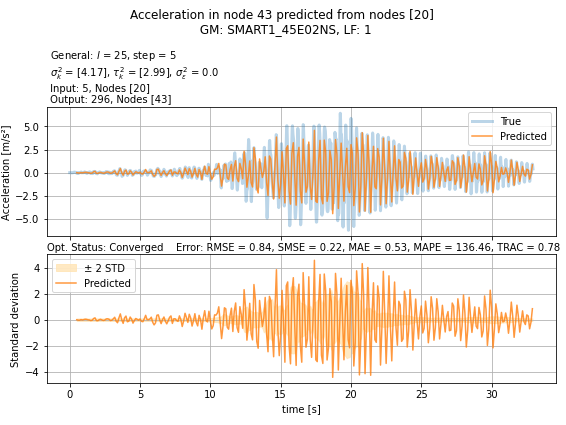 Acceleration in node 43 predicted from nodes [20]
GM: SMART1_45E02NS, LF: 1
General: l = 25, step = 5
σ²ₖ = [4.17], τ²ₖ = [2.99], σ²ε = 0.0
Input: 5, Nodes [20]
Output: 296, Nodes [43]
Acceleration [m/s²]
5.0
2.5
0.0
−2.5
−5.0
True
Predicted
Opt. Status: Converged Error: RMSE = 0.84, SMSE = 0.22, MAE = 0.53, MAPE = 136.46, TRAC = 0.78
Standard deviation
4
2
0
−2
−4
± 2 STD
Predicted
0 5 10 15 20 25 30
time [s]